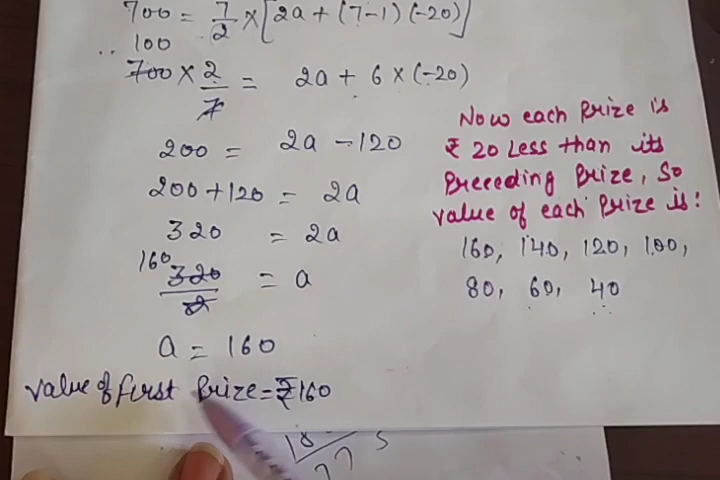 700 = 7/2 × [2a + (7-1) (-20)]
100
700 × 2/7 = 2a + 6 × (-20)
200 = 2a - 120
200 + 120 = 2a
320 = 2a
160
320/2 = a
a = 160
Value of first Prize = ₹160
Now each Prize is
₹ 20 Less than its
Preceding Prize, So
value of each Prize is:
160, 140, 120, 100,
80, 60, 40